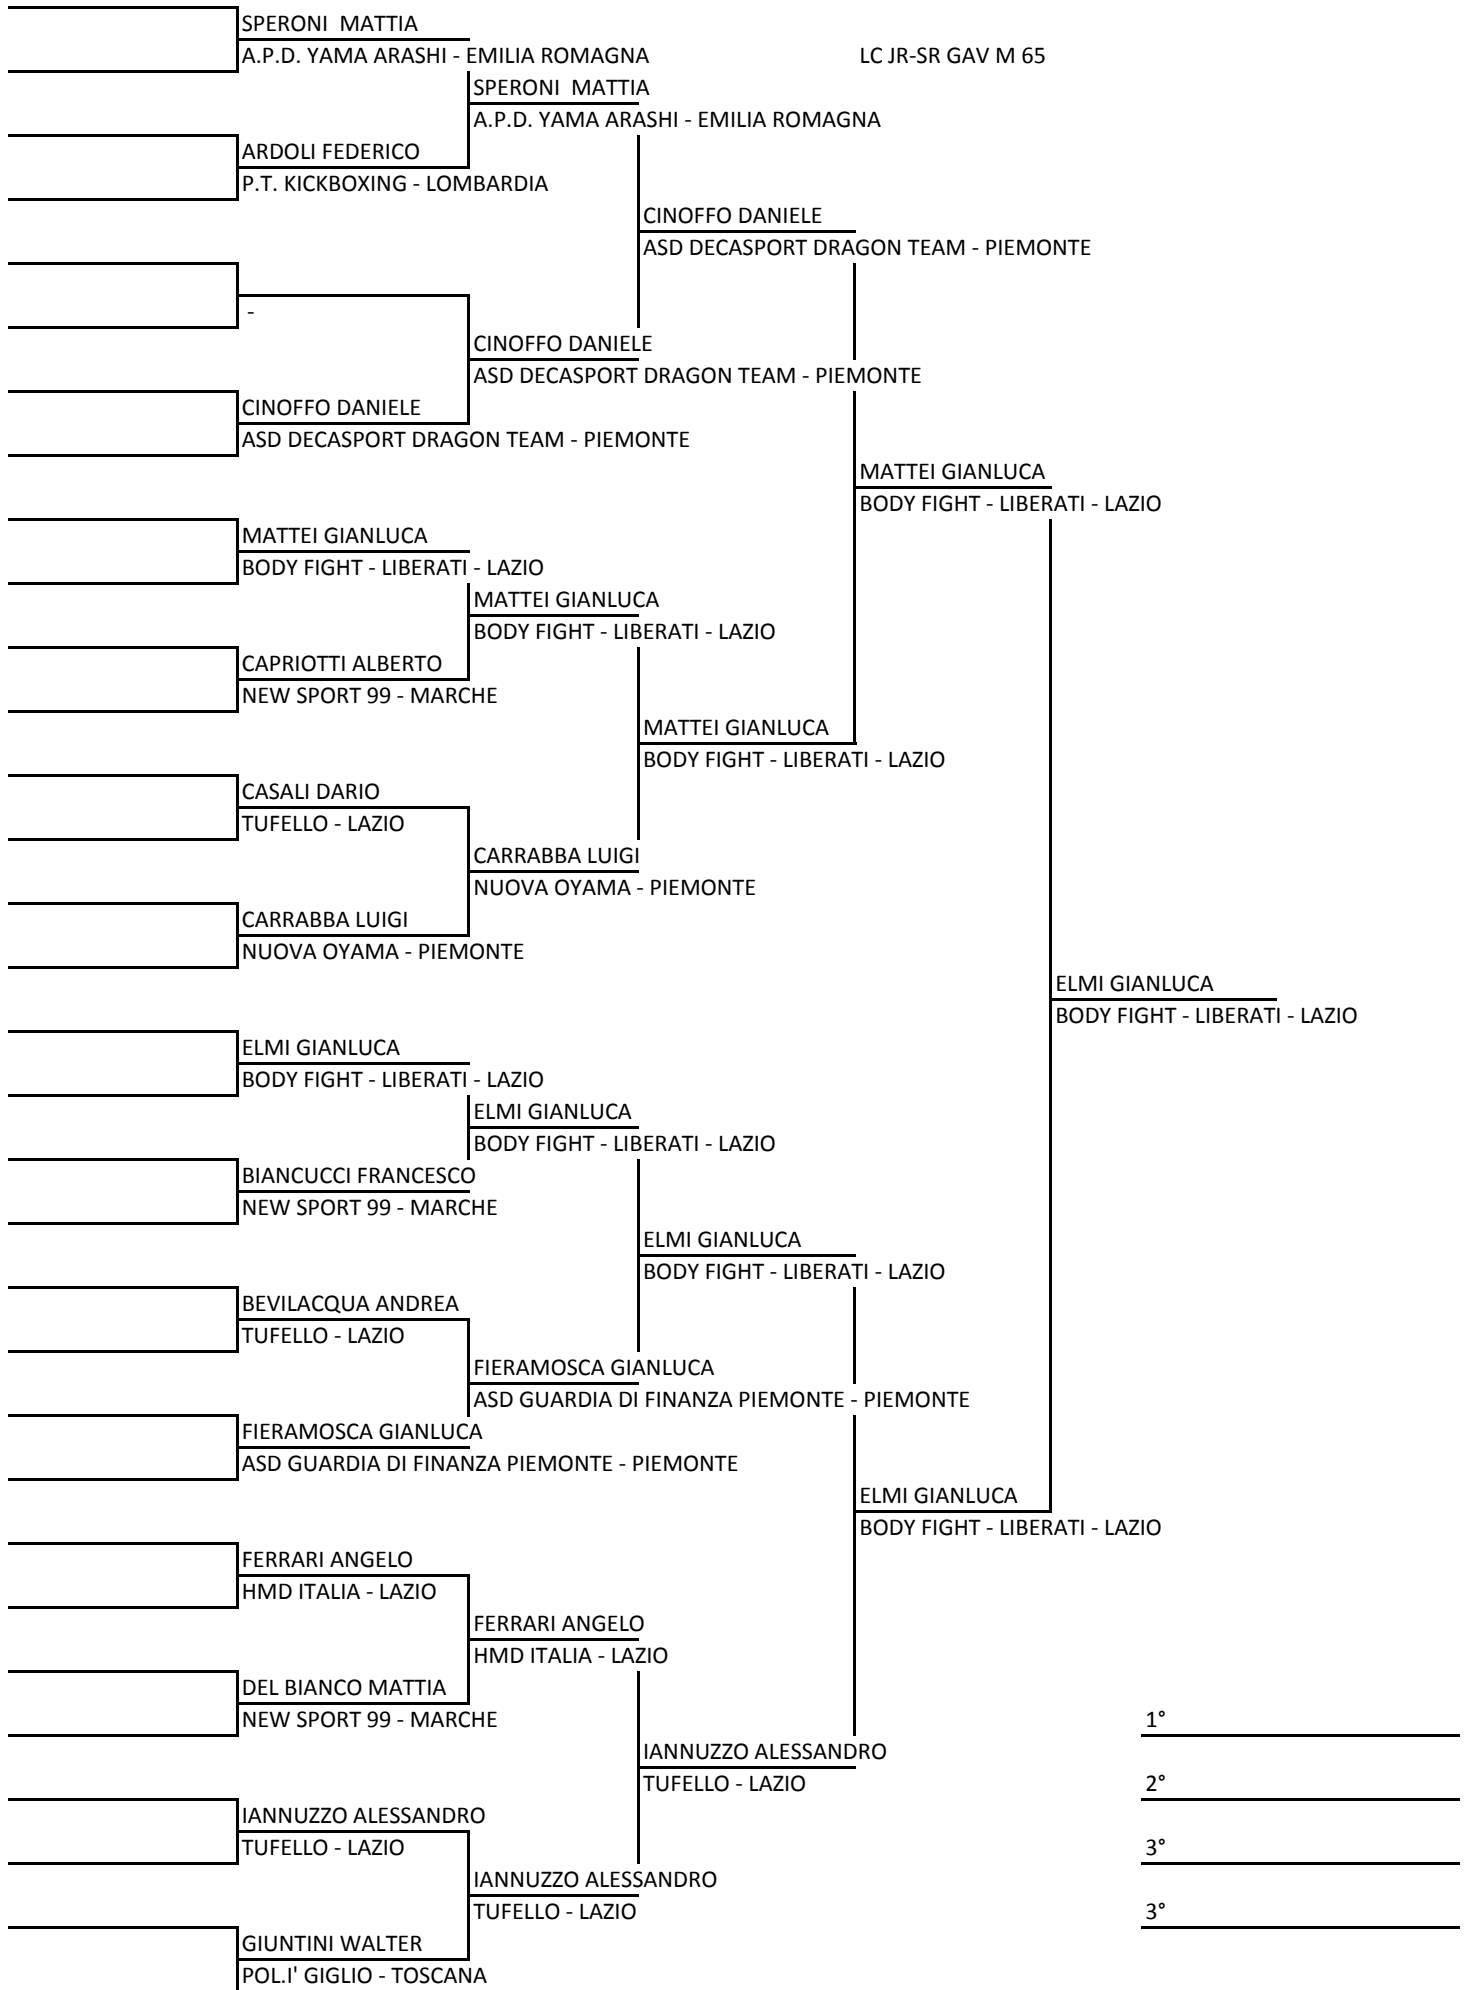 SPERONI  MATTIA
A.P.D. YAMA ARASHI - EMILIA ROMAGNA
LC JR-SR GAV M 65
SPERONI  MATTIA
A.P.D. YAMA ARASHI - EMILIA ROMAGNA
ARDOLI FEDERICO
P.T. KICKBOXING - LOMBARDIA
CINOFFO DANIELE
ASD DECASPORT DRAGON TEAM - PIEMONTE
-
CINOFFO DANIELE
ASD DECASPORT DRAGON TEAM - PIEMONTE
CINOFFO DANIELE
ASD DECASPORT DRAGON TEAM - PIEMONTE
MATTEI GIANLUCA
BODY FIGHT - LIBERATI - LAZIO
MATTEI GIANLUCA
BODY FIGHT - LIBERATI - LAZIO
MATTEI GIANLUCA
BODY FIGHT - LIBERATI - LAZIO
CAPRIOTTI ALBERTO
NEW SPORT 99 - MARCHE
MATTEI GIANLUCA
BODY FIGHT - LIBERATI - LAZIO
CASALI DARIO
TUFELLO - LAZIO
CARRABBA LUIGI
NUOVA OYAMA - PIEMONTE
CARRABBA LUIGI
NUOVA OYAMA - PIEMONTE
ELMI GIANLUCA
BODY FIGHT - LIBERATI - LAZIO
ELMI GIANLUCA
BODY FIGHT - LIBERATI - LAZIO
ELMI GIANLUCA
BODY FIGHT - LIBERATI - LAZIO
BIANCUCCI FRANCESCO
NEW SPORT 99 - MARCHE
ELMI GIANLUCA
BODY FIGHT - LIBERATI - LAZIO
BEVILACQUA ANDREA
TUFELLO - LAZIO
FIERAMOSCA GIANLUCA
ASD GUARDIA DI FINANZA PIEMONTE - PIEMONTE
FIERAMOSCA GIANLUCA
ASD GUARDIA DI FINANZA PIEMONTE - PIEMONTE
ELMI GIANLUCA
BODY FIGHT - LIBERATI - LAZIO
FERRARI ANGELO
HMD ITALIA - LAZIO
FERRARI ANGELO
HMD ITALIA - LAZIO
DEL BIANCO MATTIA
NEW SPORT 99 - MARCHE
1°
IANNUZZO ALESSANDRO
TUFELLO - LAZIO
2°
IANNUZZO ALESSANDRO
TUFELLO - LAZIO
3°
IANNUZZO ALESSANDRO
TUFELLO - LAZIO
3°
GIUNTINI WALTER
POL.I' GIGLIO - TOSCANA